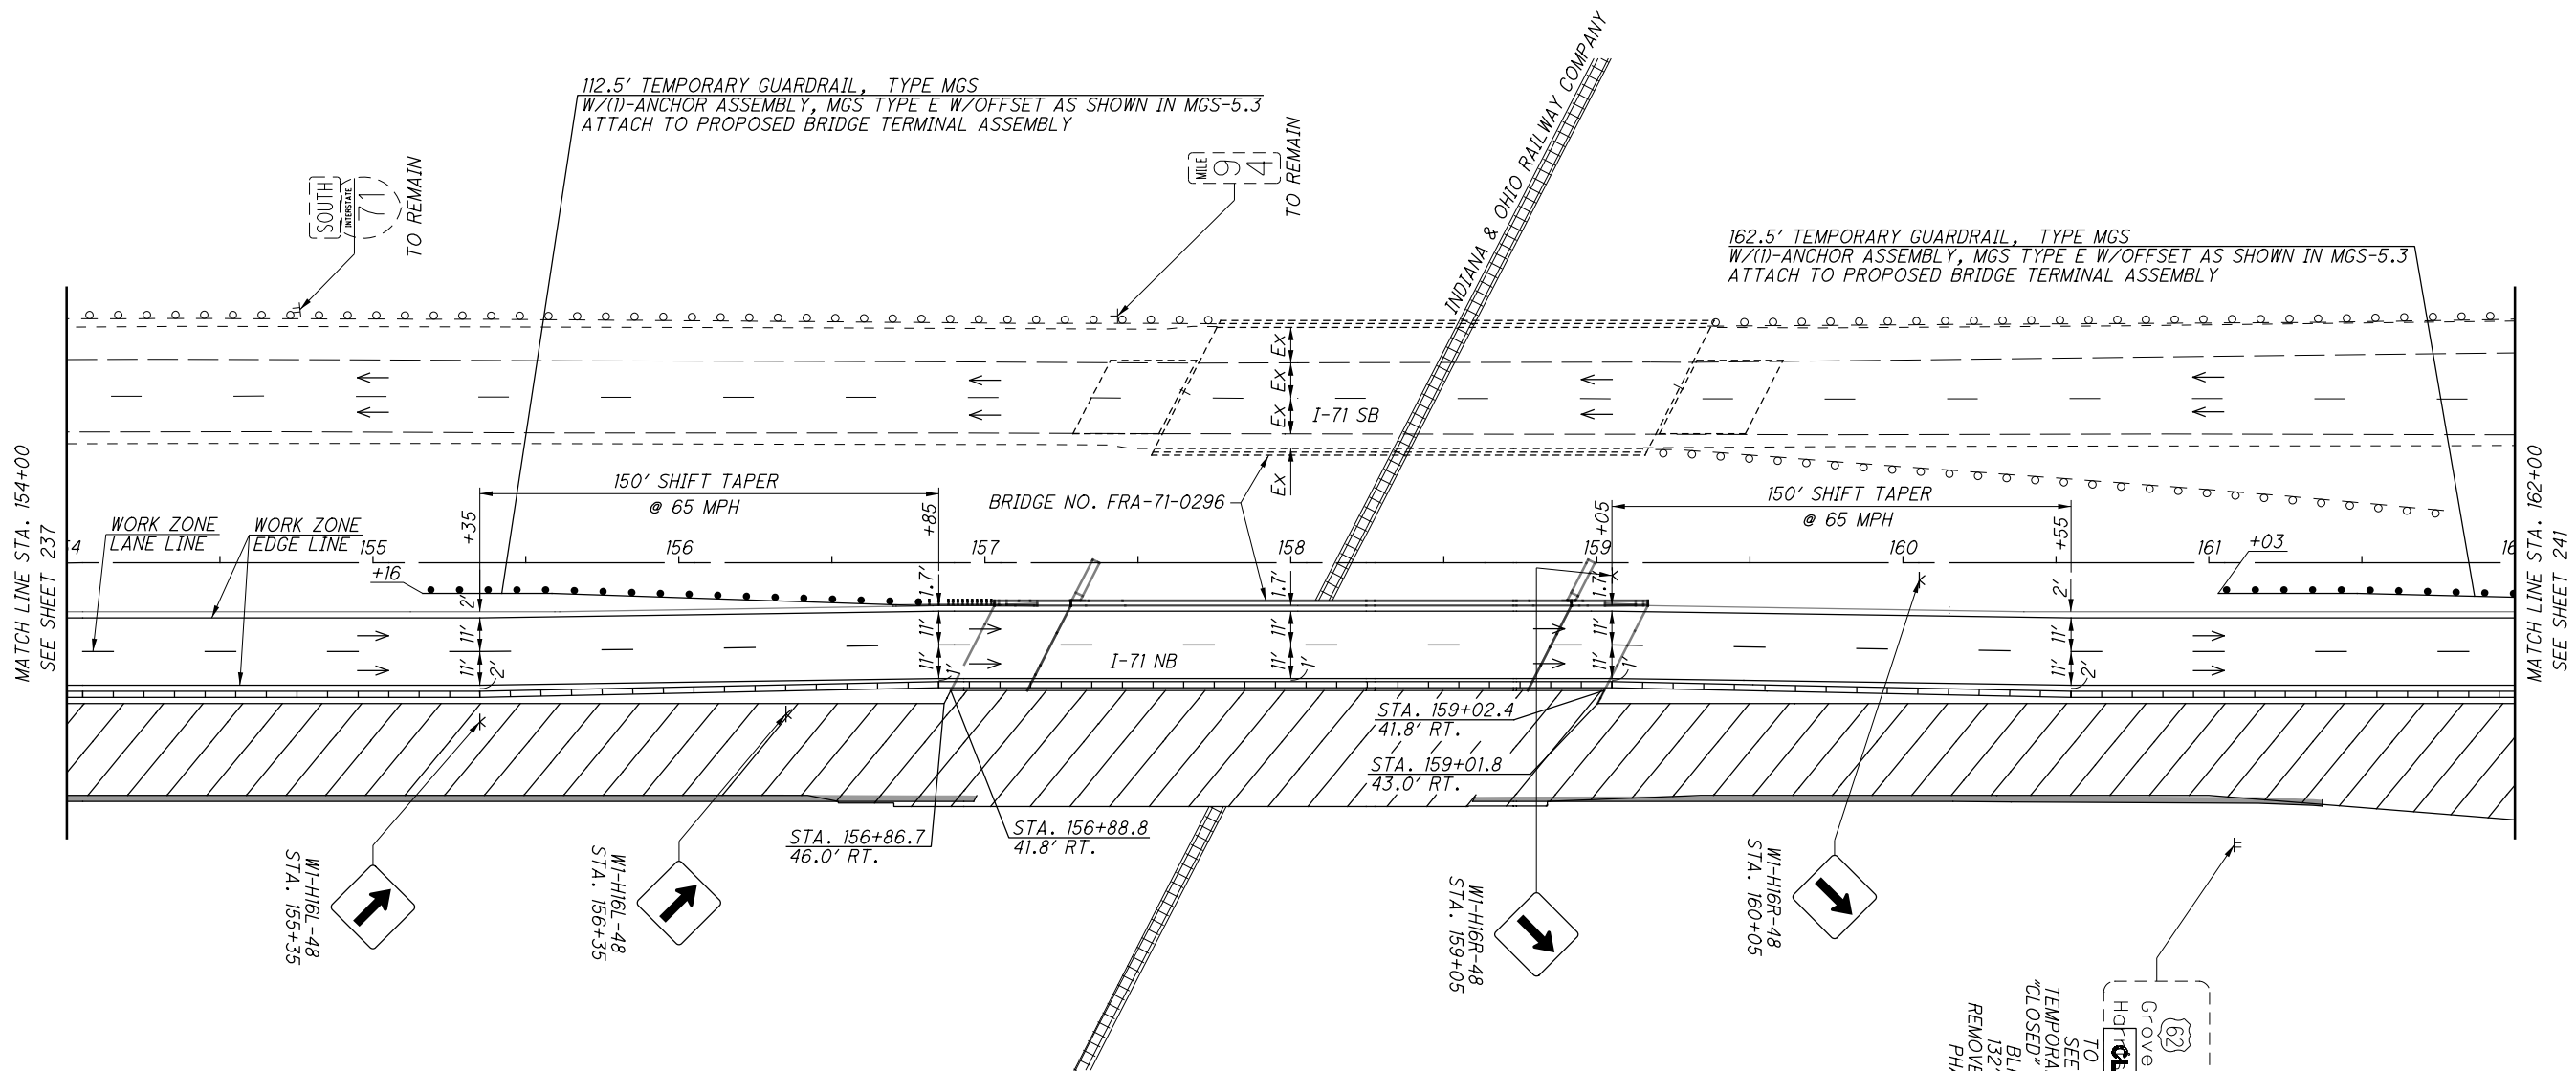 112.5' TEMPORARY GUARDRAIL, TYPE MGS
W/(1)-ANCHOR ASSEMBLY, MGS TYPE E W/OFFSET AS SHOWN IN MGS-5.3
ATTACH TO PROPOSED BRIDGE TERMINAL ASSEMBLY
SOUTH
INTERSTATE
71
TO REMAIN
MILE
9
4
TO REMAIN
INDIANA & OHIO RAILWAY COMPANY
162.5' TEMPORARY GUARDRAIL, TYPE MGS
W/(1)-ANCHOR ASSEMBLY, MGS TYPE E W/OFFSET AS SHOWN IN MGS-5.3
ATTACH TO PROPOSED BRIDGE TERMINAL ASSEMBLY
Ex
Ex
Ex
I-71 SB
Ex
MATCH LINE STA. 154+00
SEE SHEET 237
WORK ZONE
LANE LINE
WORK ZONE
EDGE LINE
+35
150' SHIFT TAPER
@ 65 MPH
+85
BRIDGE NO. FRA-71-0296
+05
150' SHIFT TAPER
@ 65 MPH
+55
MATCH LINE STA. 162+00
SEE SHEET 241
155
156
157
158
159
160
161
+16
+03
2'
1.7'
1.7'
1.7'
2'
11'
11'
11'
11'
11'
11'
11'
11'
11'
11'
2'
1'
1'
1'
2'
I-71 NB
STA. 159+02.4
41.8' RT.
STA. 159+01.8
43.0' RT.
STA. 156+86.7
46.0' RT.
STA. 156+88.8
41.8' RT.
W1-H16L-48
STA. 155+35
W1-H16L-48
STA. 156+35
W1-H16R-48
STA. 159+05
W1-H16R-48
STA. 160+05
62
Grove
TO
SEE
"CLOSED"
132'